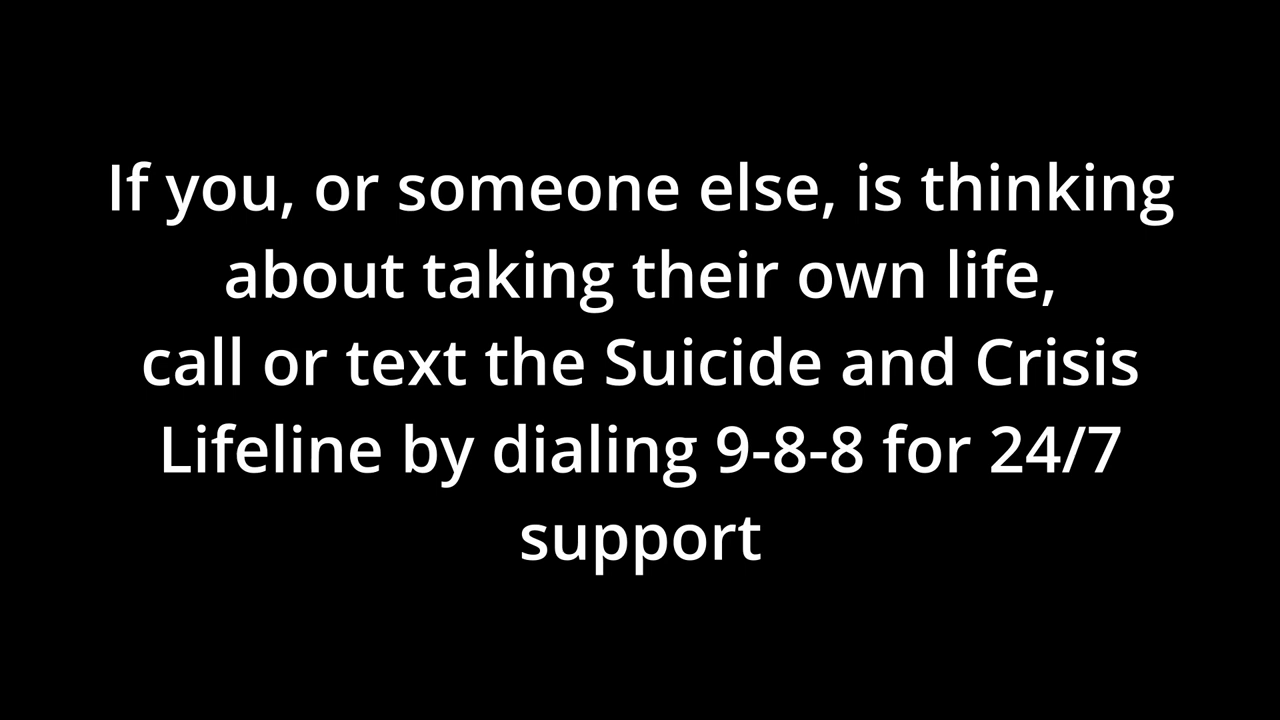 If you, or someone else, is thinking
about taking their own life,
call or text the Suicide and Crisis
Lifeline by dialing 9-8-8 for 24/7
support